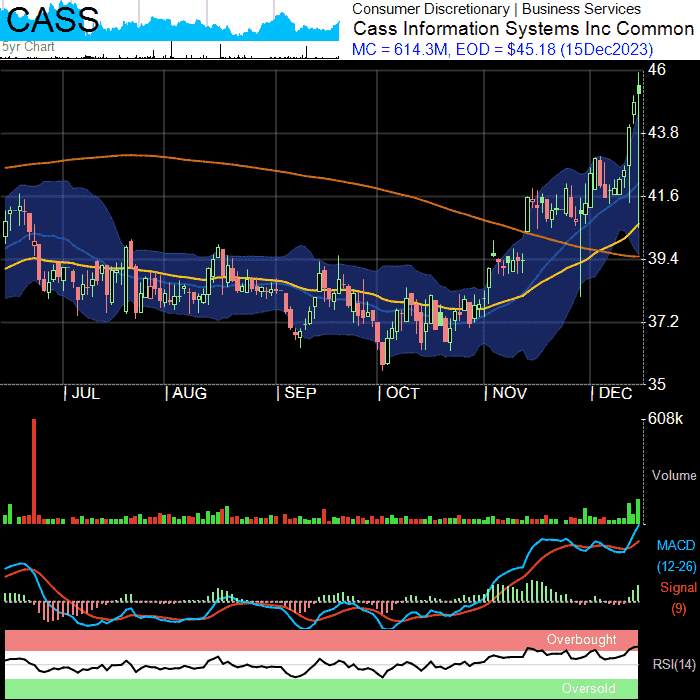 CASS
5yr Chart
Consumer Discretionary | Business Services
Cass Information Systems Inc Common
MC = 614.3M, EOD = $45.18 (15Dec2023)
46
43.8
41.6
39.4
37.2
35
| JUL
| AUG
| SEP
| OCT
| NOV
| DEC
608k
Volume
MACD
(12-26)
Signal
(9)
Overbought
RSI(14)
Oversold